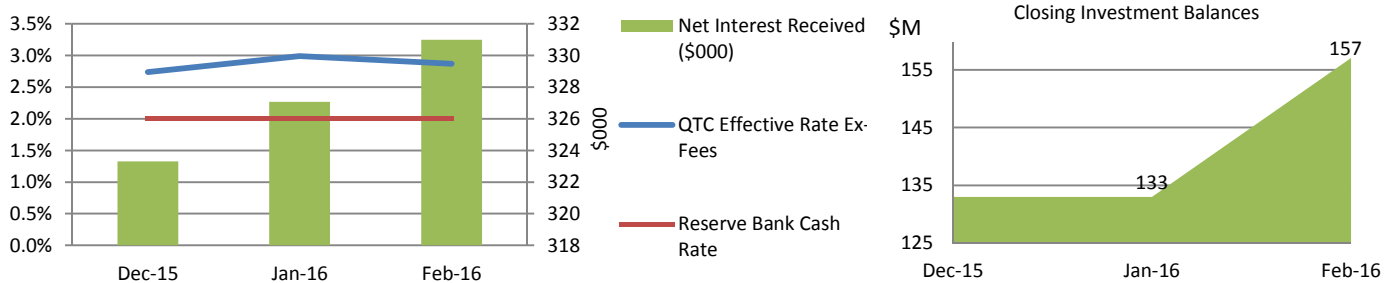 3.5%
3.0%
2.5%
2.0%
1.5%
1.0%
0.5%
0.0%
Dec-15 Jan-16 Feb-16
332
330
328
326
324
322
320
318
$000
Net Interest Received
($000)
QTC Effective Rate Ex-
Fees
Reserve Bank Cash
Rate
Closing Investment Balances
$M
155
145
135
125
133
157
Dec-15 Jan-16 Feb-16